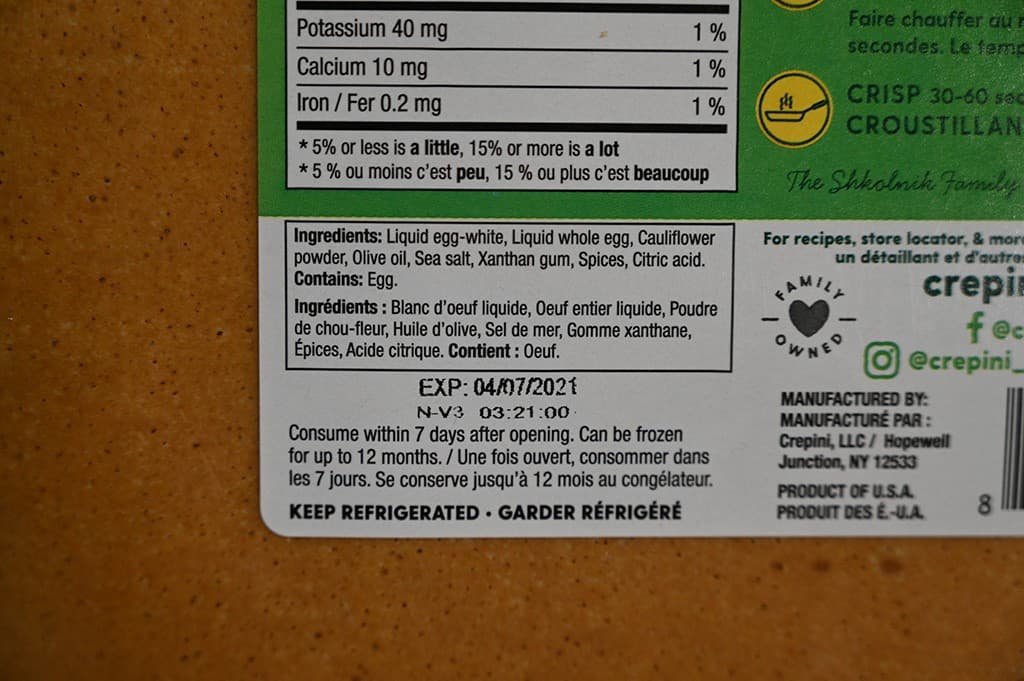 Potassium 40 mg 1 %
Calcium 10 mg 1 %
Iron / Fer 0.2 mg 1 %
* 5% or less is a little, 15% or more is a lot
* 5 % ou moins c'est peu, 15 % ou plus c'est beaucoup
Ingredients: Liquid egg-white, Liquid whole egg, Cauliflower
powder, Olive oil, Sea salt, Xanthan gum, Spices, Citric acid.
Contains: Egg.
Ingrédients : Blanc d'oeuf liquide, Oeuf entier liquide, Poudre
de chou-fleur, Huile d'olive, Sel de mer, Gomme xanthane,
Épices, Acide citrique. Contient : Oeuf.
EXP: 04/07/2021
N-V3 03:21:00
Consume within 7 days after opening. Can be frozen
for up to 12 months. / Une fois ouvert, consommer dans
les 7 jours. Se conserve jusqu'à 12 mois au congélateur.
KEEP REFRIGERATED • GARDER RÉFRIGÉRÉ
Faire chauffer au
secondes. Le
CRISP 30-60
CROUSTILLAN
The Shkolnik Family
For recipes, store locator, & mor
un détaillant et d'autre
crepi
FAMILY
OWNED
@c
@crepini_
MANUFACTURED BY:
MANUFACTURÉ PAR :
Crepini, LLC / Hopewell
Junction, NY 12533
PRODUCT OF U.S.A.
PRODUIT DES É.-U.A.
8